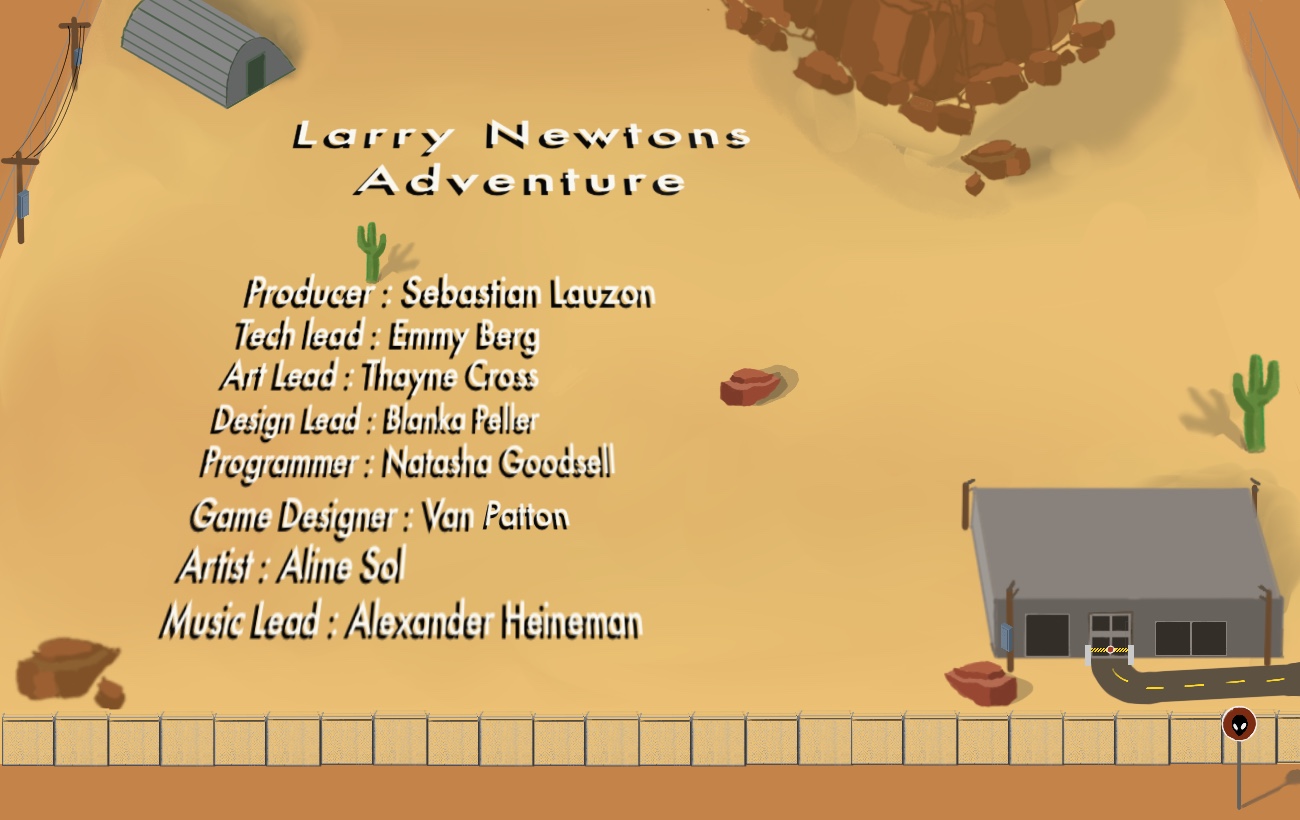 Larry Newtons
Adventure
Producer : Sebastian Lauzon
Tech lead : Emmy Berg
Art Lead : Thayne Cross
Design Lead : Blanka Peller
Programmer : Natasha Goodsell
Game Designer : Van Patton
Artist : Aline Sol
Music Lead : Alexander Heineman